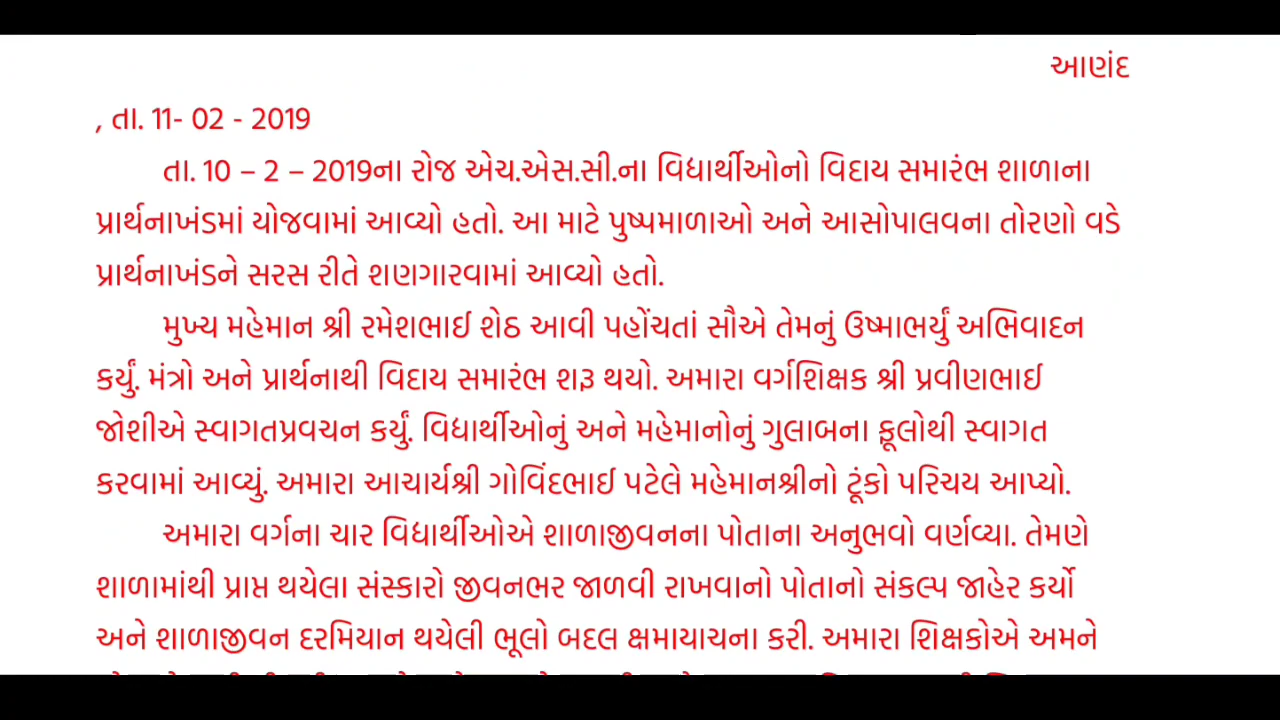 આણંદ
, તા. 11- 02 - 2019
તા. 10 – 2 – 2019ના રોજ એચ.એસ.સી.ના વિદ્યાર્થીઓનો વિદાય સમારંભ શાળાના
પ્રાર્થનાખંડમાં યોજવામાં આવ્યો હતો. આ માટે પુષ્પમાળાઓ અને આસોપાલવના તોરણો વડે
પ્રાર્થનાખંડને સરસ રીતે શણગારવામાં આવ્યો હતો.
મુખ્ય મહેમાન શ્રી રમેશભાઈ શેઠ આવી પહોંચતાં સૌએ તેમનું ઉષ્માભર્યું અભિવાદન
કર્યું. મંત્રો અને પ્રાર્થનાથી વિદાય સમારંભ શરૂ થયો. અમારા વર્ગશિક્ષક શ્રી પ્રવીણભાઈ
જોશીએ સ્વાગતપ્રવચન કર્યું. વિદ્યાર્થીઓનું અને મહેમાનોનું ગુલાબના ફૂલોથી સ્વાગત
કરવામાં આવ્યું. અમારા આચાર્યશ્રી ગોવિંદભાઈ પટેલે મહેમાનશ્રીનો ટૂંકો પરિચય આપ્યો.
અમારા વર્ગના ચાર વિદ્યાર્થીઓએ શાળાજીવનના પોતાના અનુભવો વર્ણવ્યા. તેમણે
શાળામાંથી પ્રાપ્ત થયેલા સંસ્કારો જીવનભર જાળવી રાખવાનો પોતાનો સંકલ્પ જાહેર કર્યો
અને શાળાજીવન દરમિયાન થયેલી ભૂલો બદલ ક્ષમાયાચના કરી. અમારા શિક્ષકોએ અમને